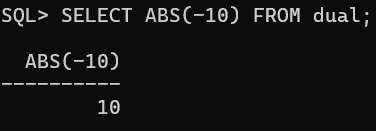 SQL> SELECT ABS(-10) FROM dual;
  ABS(-10)
----------
        10